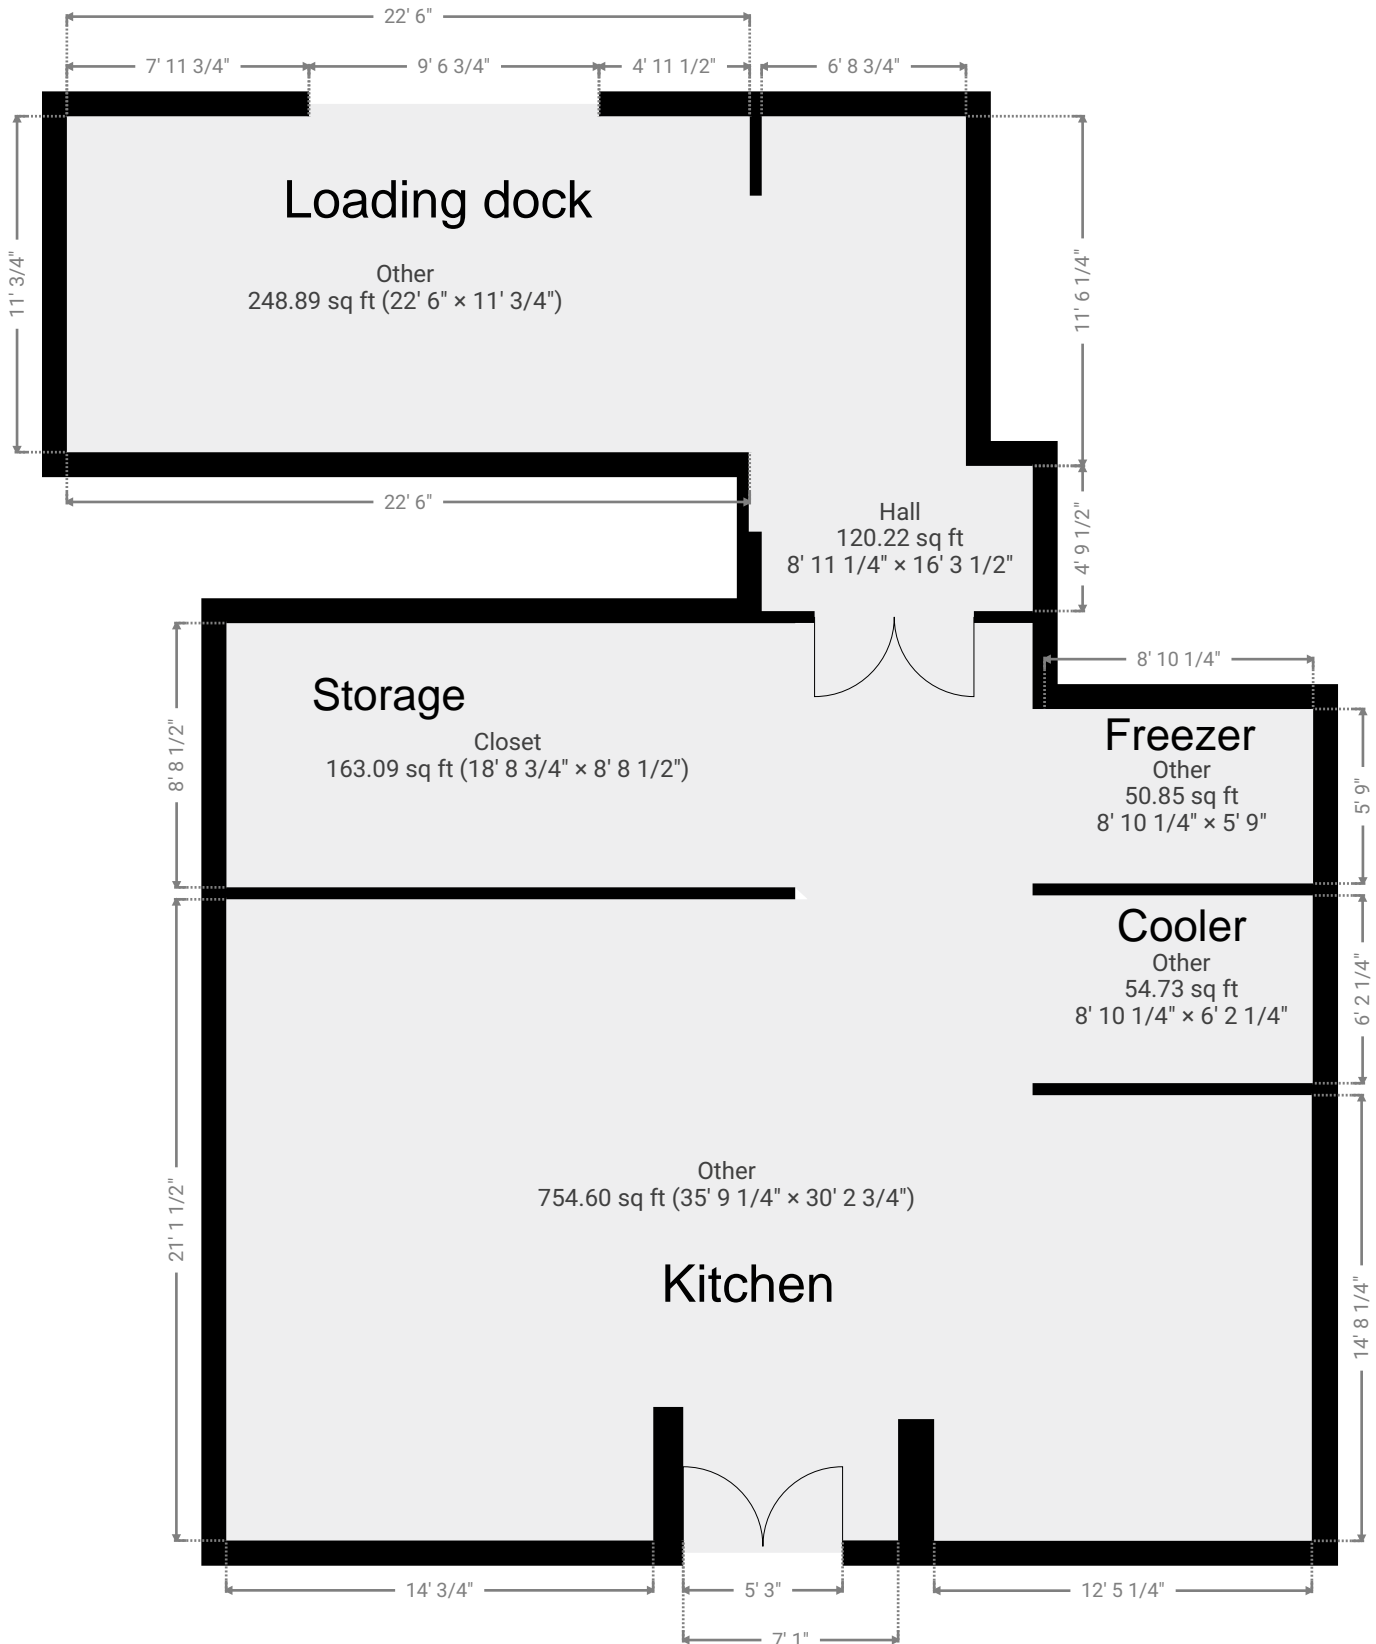 22' 6"
7' 11 3/4"
9' 6 3/4"
4' 11 1/2"
6' 8 3/4"
11' 3/4"
Loading dock
Other
248.89 sq ft (22' 6" × 11' 3/4")
11' 6 1/4"
22' 6"
Hall
120.22 sq ft
8' 11 1/4" × 16' 3 1/2"
4' 9 1/2"
8' 10 1/4"
8' 8 1/2"
Storage
Closet
163.09 sq ft (18' 8 3/4" × 8' 8 1/2")
Freezer
Other
50.85 sq ft
8' 10 1/4" × 5' 9"
5' 9"
Cooler
Other
54.73 sq ft
8' 10 1/4" × 6' 2 1/4"
6' 2 1/4"
21' 1 1/2"
Other
754.60 sq ft (35' 9 1/4" × 30' 2 3/4")
Kitchen
14' 8 1/4"
14' 3/4"
5' 3"
12' 5 1/4"
7' 1"